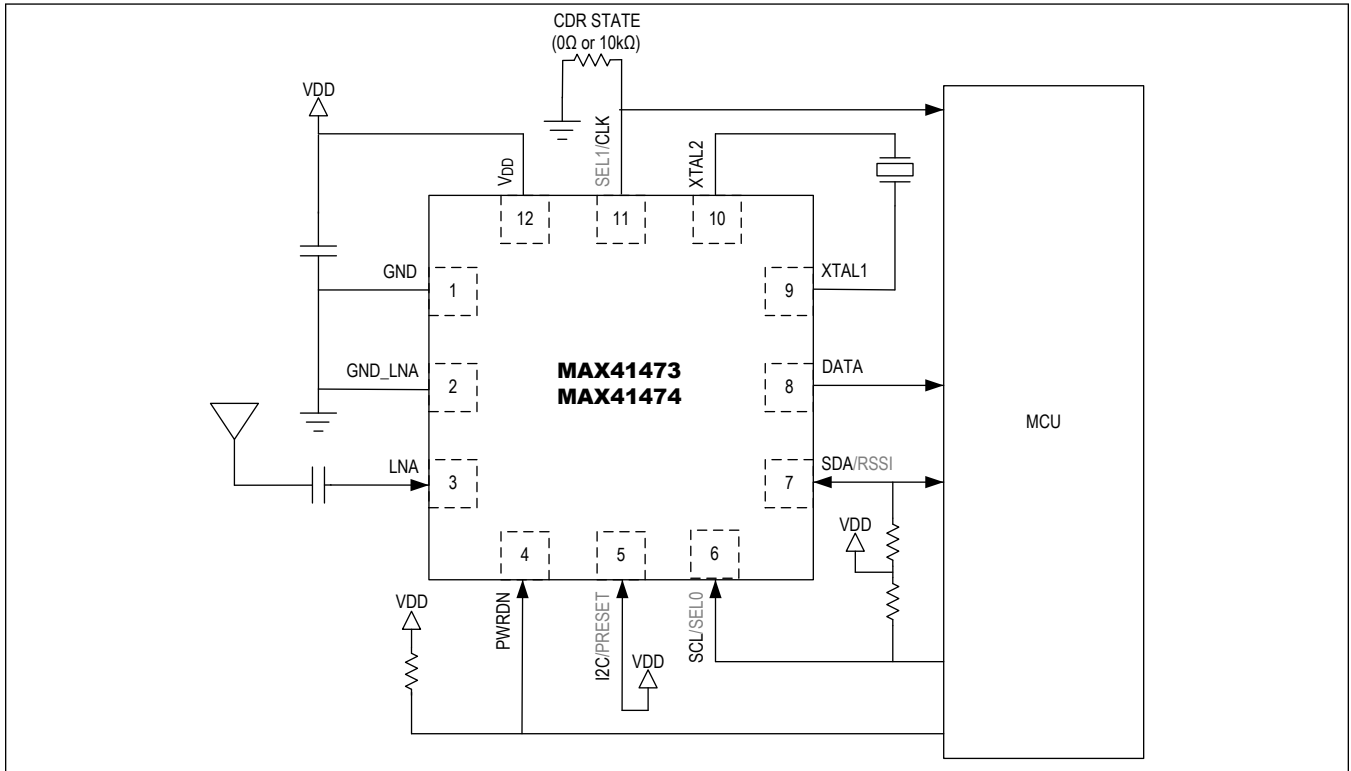 CDR STATE
(0Ω or 10kΩ)
VDD
VDD
SEL1/CLK
XTAL2
12
11
10
GND
1
9
XTAL1
MAX41473
MAX41474
GND_LNA
2
8
DATA
MCU
LNA
3
7
SDA/RSSI
VDD
4
5
6
VDD
PWRDN
I2C/PRESET
VDD
SCL/SEL0